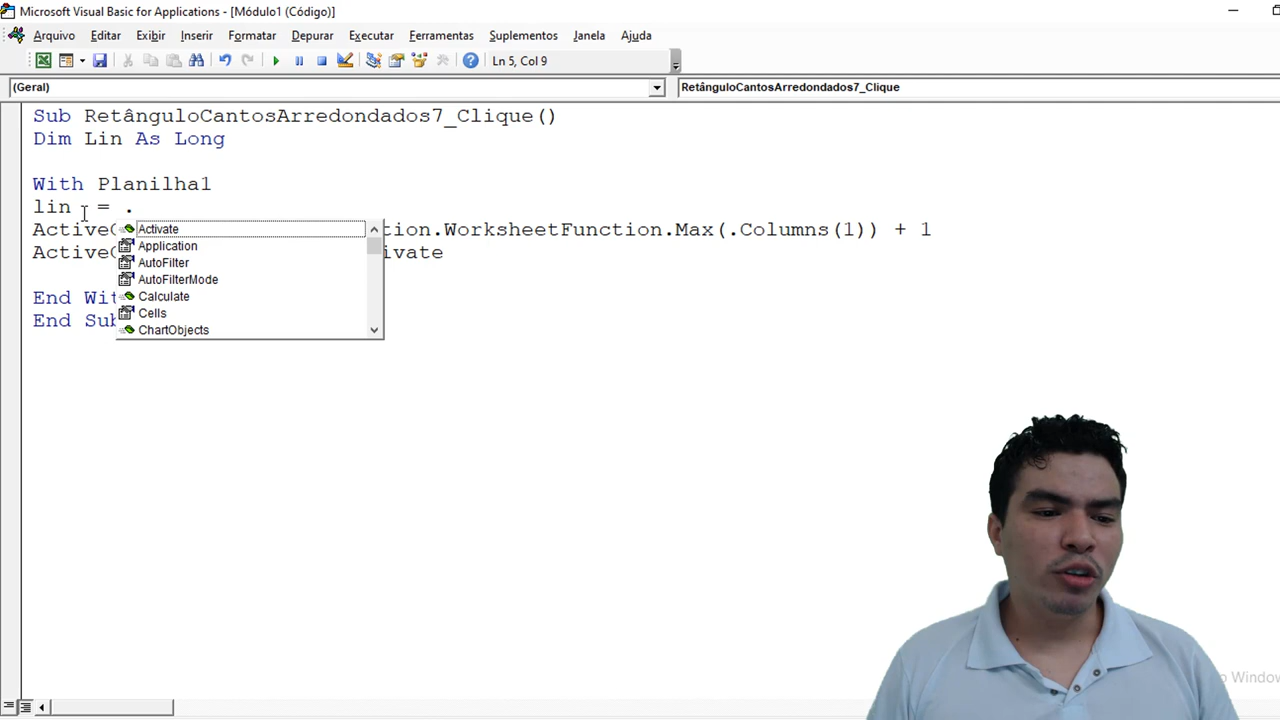 Microsoft Visual Basic for Applications - [Módulo1 (Código)]
Arquivo Editar Exibir Inserir Formatar Depurar Executar Ferramentas Suplementos Janela Ajuda
Ln 5, Col 9
(Geral) RetânguloCantosArredondados7_Clique
Sub RetânguloCantosArredondados7_Clique()
Dim Lin As Long
With Planilha1
lin = .
Active tion.WorksheetFunction.Max(.Columns(1)) + 1
Active ivate
End Wit
End Sub
Activate
Application
AutoFilter
AutoFilterMode
Calculate
Cells
ChartObjects
Window